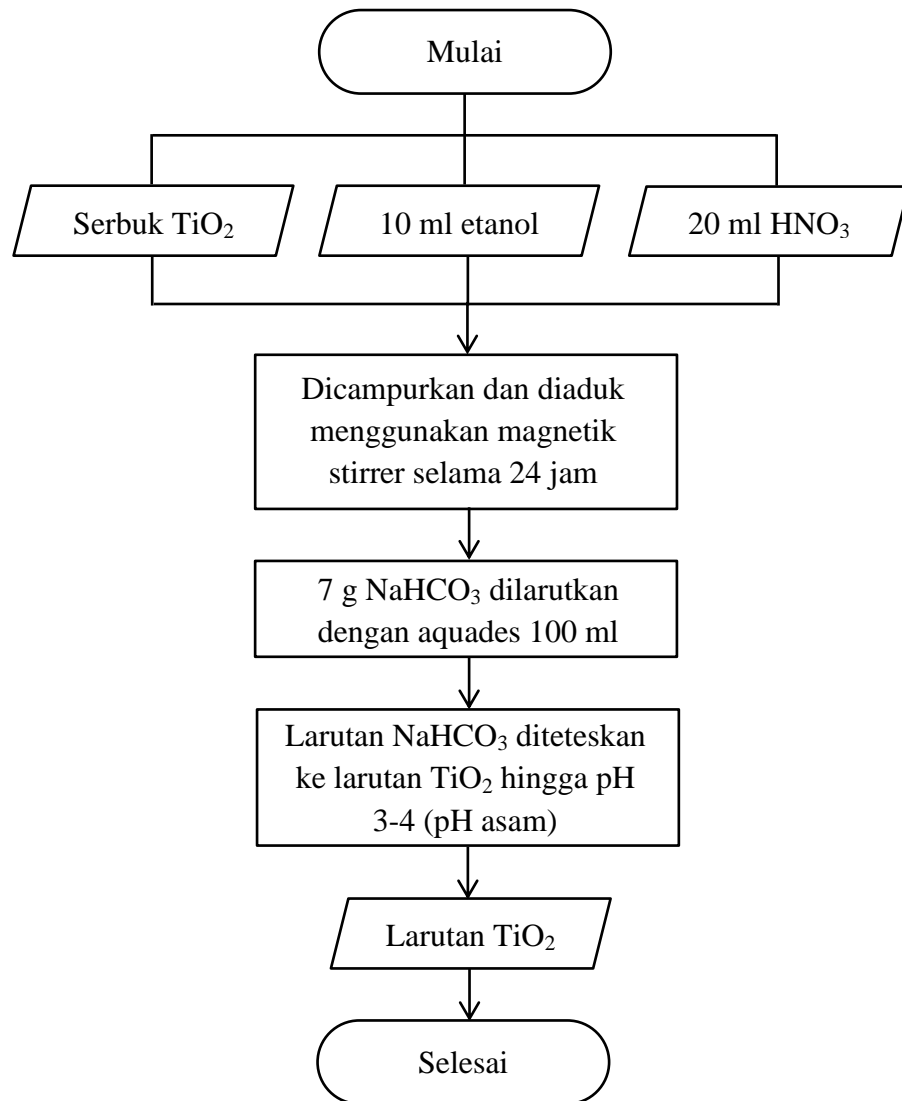 Mulai
Serbuk TiO₂
10 ml etanol
20 ml HNO₃
Dicampurkan dan diaduk
menggunakan magnetik
stirrer selama 24 jam
7 g NaHCO₃ dilarutkan
dengan aquades 100 ml
Larutan NaHCO₃ diteteskan
ke larutan TiO₂ hingga pH
3-4 (pH asam)
Larutan TiO₂
Selesai